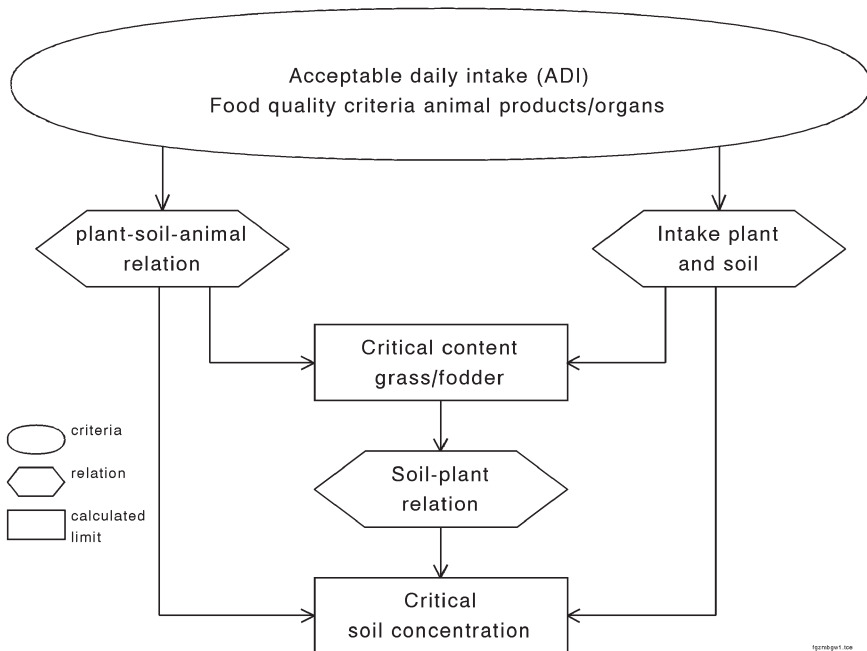 Acceptable daily intake (ADI)
Food quality criteria animal products/organs
plant-soil-animal
relation
Intake plant
and soil
Critical content
grass/fodder
criteria
relation
calculated
limit
Soil-plant
relation
Critical
soil concentration